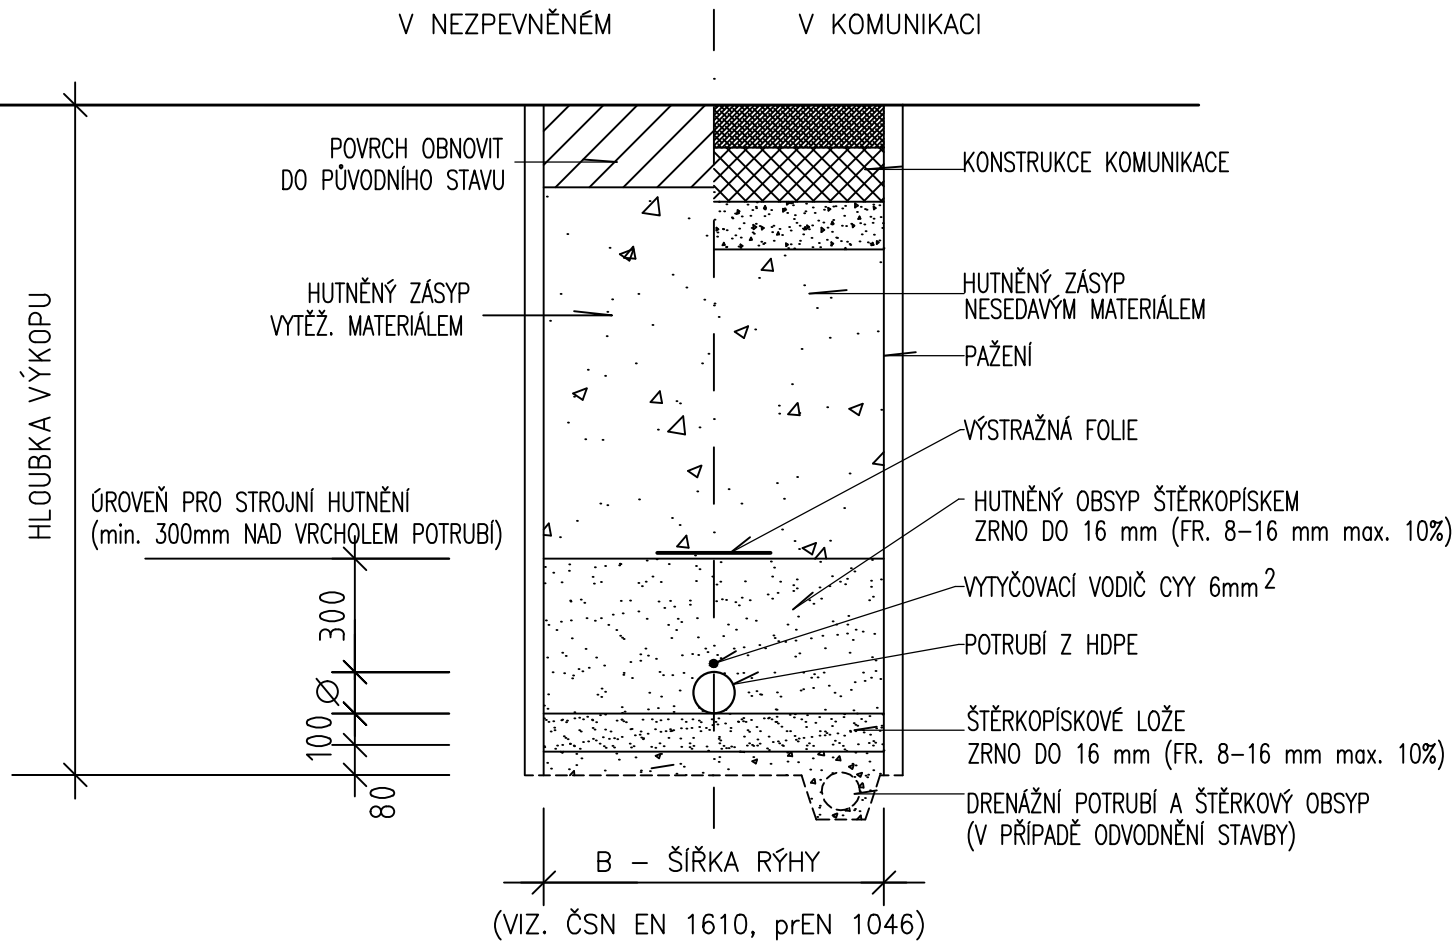 V NEZPEVNĚNÉM
V KOMUNIKACI
POVRCH OBNOVIT
DO PŮVODNÍHO STAVU
KONSTRUKCE KOMUNIKACE
HUTNĚNÝ ZÁSYP
VYTĚŽ. MATERIÁLEM
HUTNĚNÝ ZÁSYP
NESEDAVÝM MATERIÁLEM
PAŽENÍ
HLOUBKA VÝKOPU
VÝSTRAŽNÁ FOLIE
ÚROVEŇ PRO STROJNÍ HUTNĚNÍ
(min. 300mm NAD VRCHOLEM POTRUBÍ)
HUTNĚNÝ OBSYP ŠTĚRKOPÍSKEM
ZRNO DO 16 mm (FR. 8-16 mm max. 10%)
VYTYČOVACÍ VODIČ CYY 6mm²
300
POTRUBÍ Z HDPE
Ø
100
80
ŠTĚRKOPÍSKOVÉ LOŽE
ZRNO DO 16 mm (FR. 8-16 mm max. 10%)
DRENÁŽNÍ POTRUBÍ A ŠTĚRKOVÝ OBSYP
(V PŘÍPADĚ ODVODNĚNÍ STAVBY)
B - ŠÍŘKA RÝHY
(VIZ. ČSN EN 1610, prEN 1046)